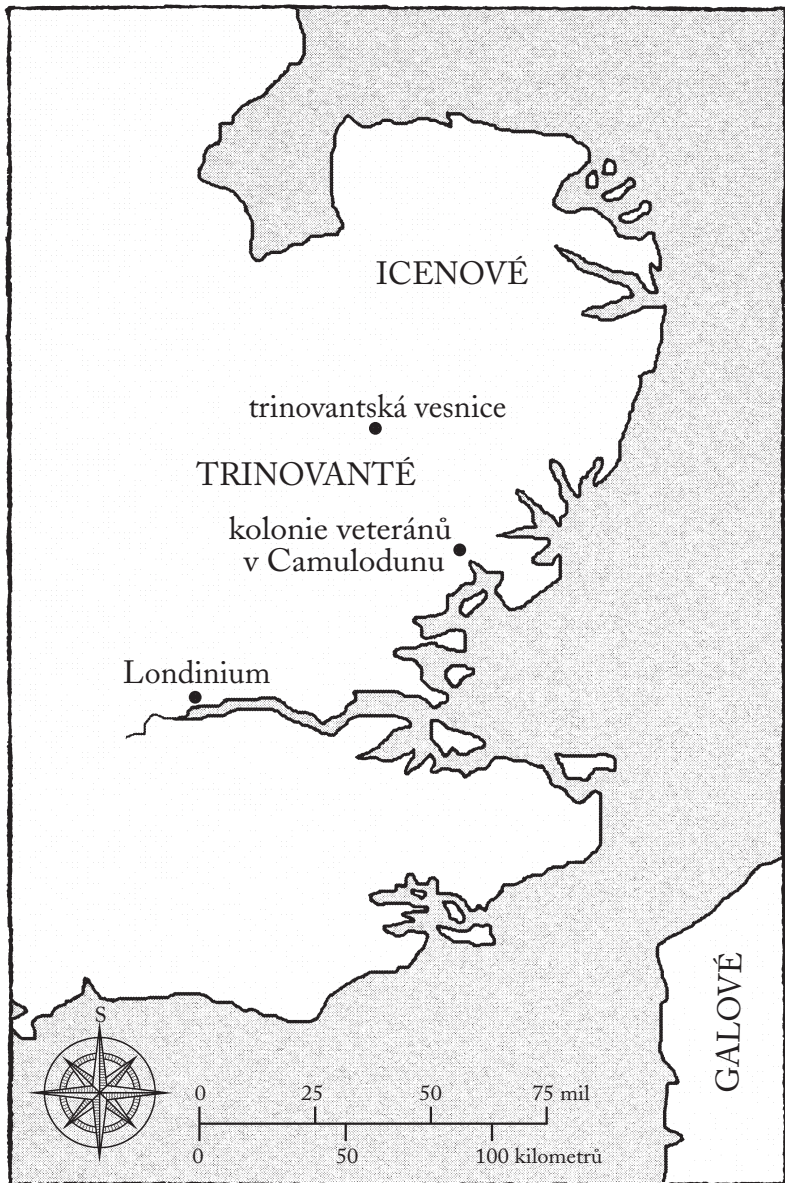 ICENOVÉ
trinovantská vesnice
TRINOVANTÉ
kolonie veteránů
v Camulodunu
Londinium
GALOVÉ
S
0 25 50 75 mil
0 50 100 kilometrů